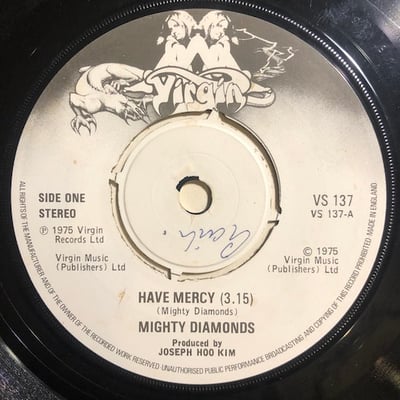 Virgin
SIDE ONE
STEREO
℗ 1975 Virgin
Records Ltd
Virgin Music
(Publishers) Ltd
VS 137
VS 137-A
© 1975
Virgin Music
(Publishers) Ltd
HAVE MERCY (3.15)
(Mighty Diamonds)
MIGHTY DIAMONDS
Produced by
JOSEPH HOO KIM
ALL RIGHTS OF THE MANUFACTURER AND OF THE OWNER OF THE RECORDED WORK RESERVED·UNAUTHORISED PUBLIC PERFORMANCE BROADCASTING AND COPYING OF THIS RECORD PROHIBITED·MADE IN ENGLAND